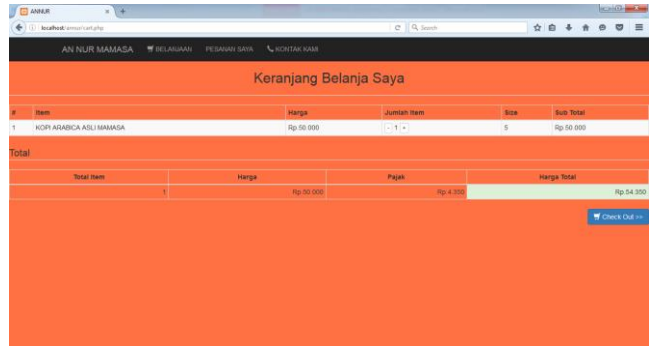 ANNUR
localhost/annur/cart.php
Search
AN NUR MAMASA BELANJAAN PESANAN SAYA KONTAK KAMI
Keranjang Belanja Saya
# Item Harga Jumlah Item Size Sub Total
1 KOPI ARABICA ASLI MAMASA Rp.50.000 - 1 + S Rp.50.000
Total
Total Item Harga Pajak Harga Total
1 Rp.50.000 Rp.4.350 Rp.54.350
Check Out >>